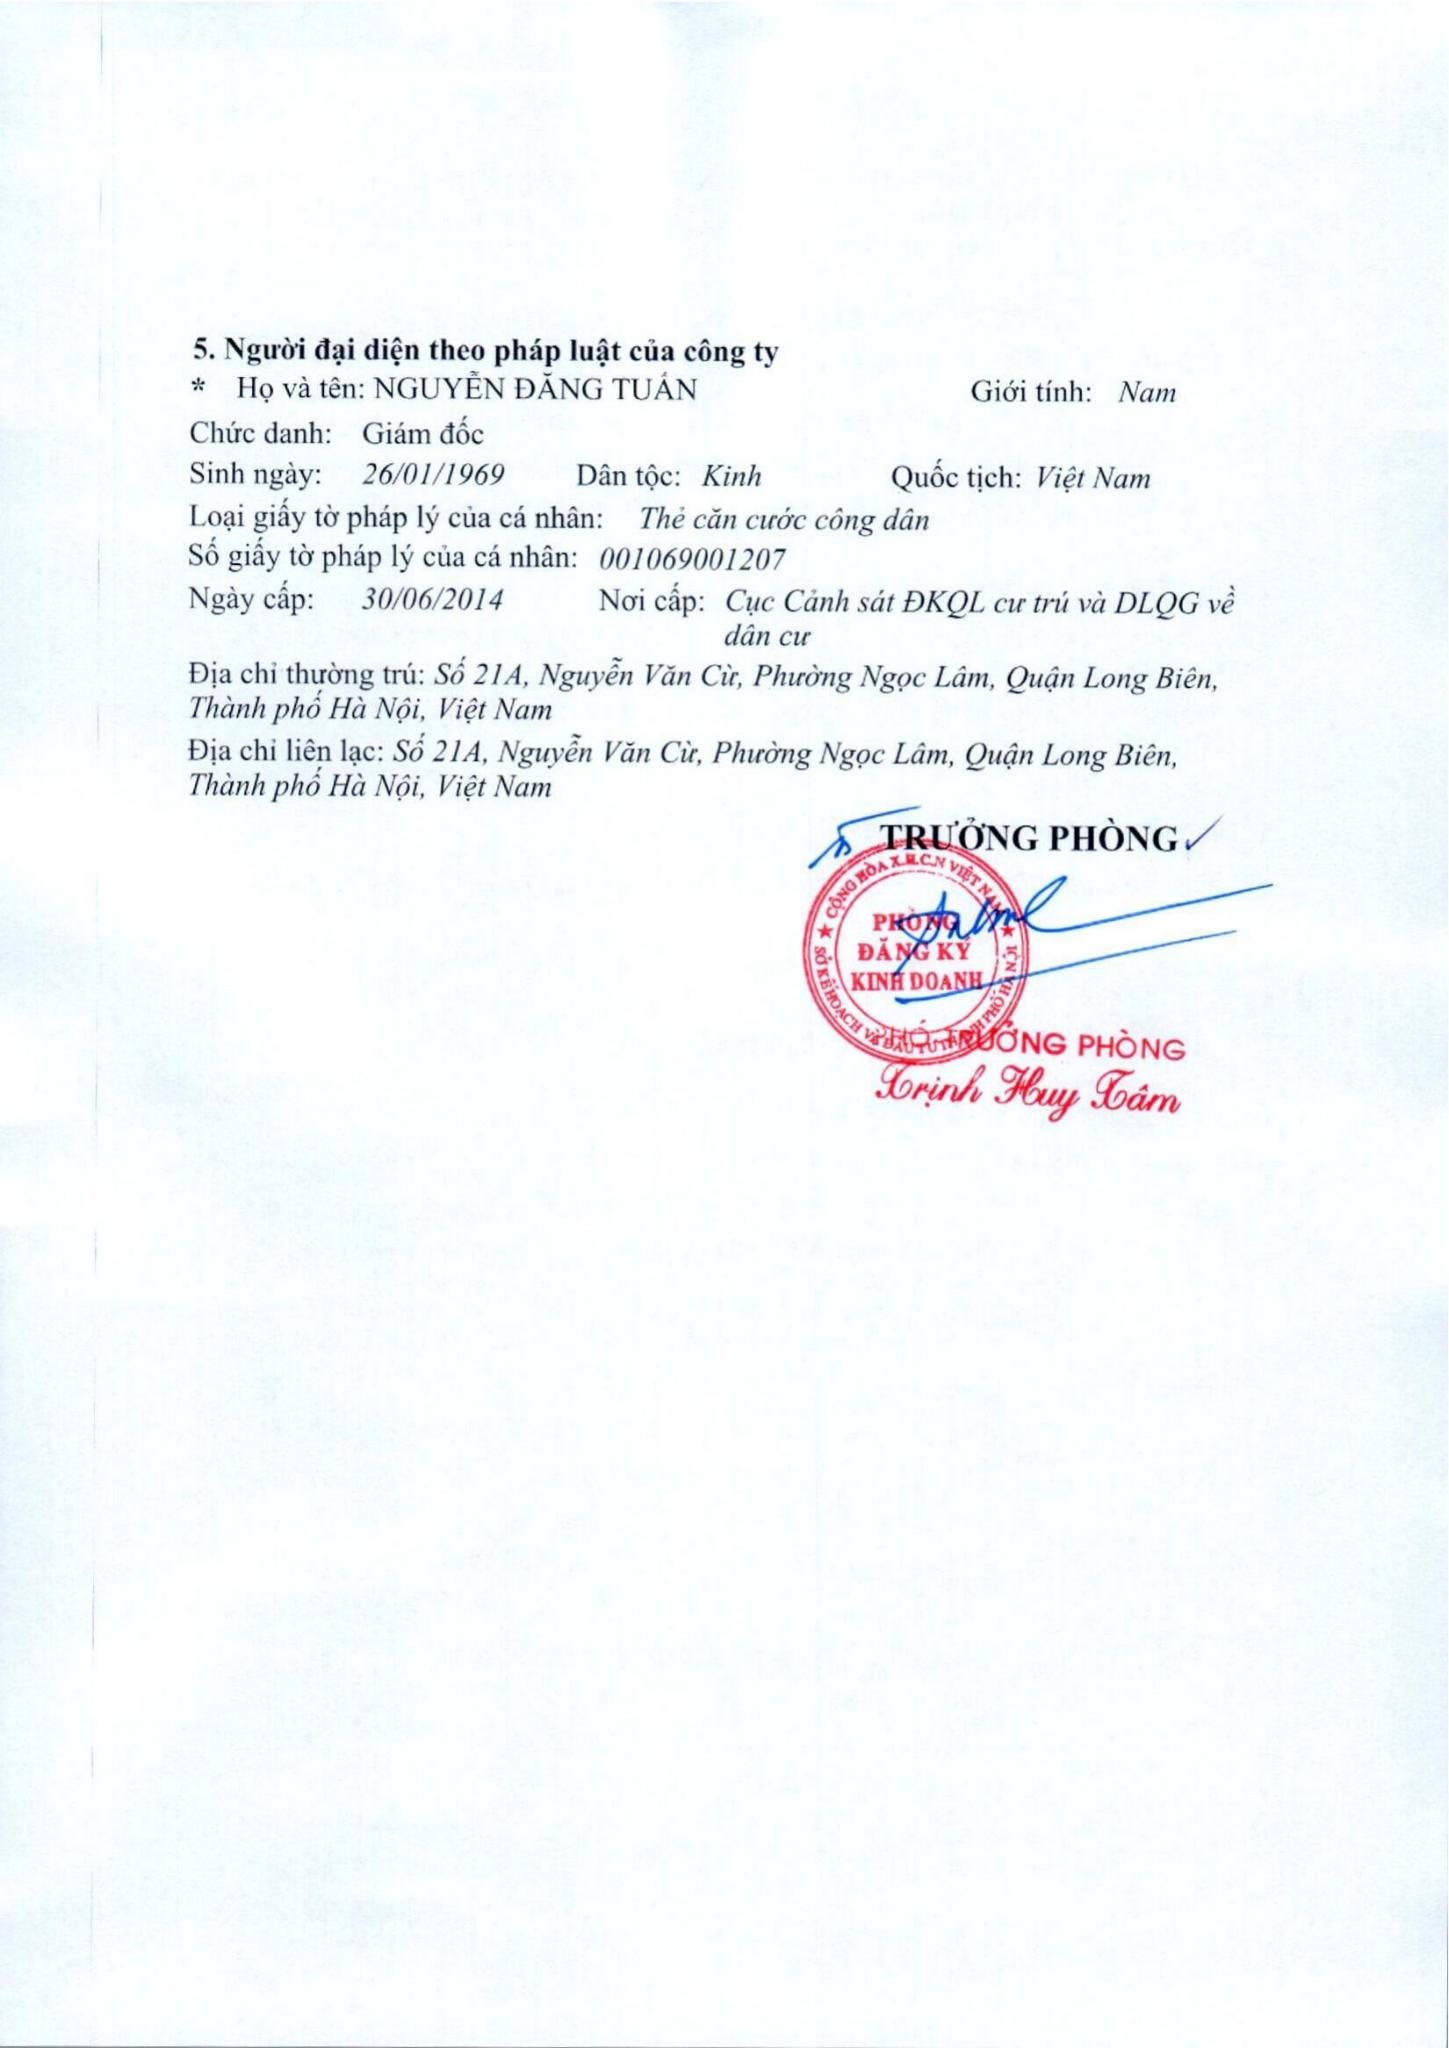 5. Người đại diện theo pháp luật của công ty
* Họ và tên: NGUYỄN ĐĂNG TUẤN Giới tính: Nam
Chức danh: Giám đốc
Sinh ngày: 26/01/1969 Dân tộc: Kinh Quốc tịch: Việt Nam
Loại giấy tờ pháp lý của cá nhân: Thẻ căn cước công dân
Số giấy tờ pháp lý của cá nhân: 001069001207
Ngày cấp: 30/06/2014 Nơi cấp: Cục Cảnh sát ĐKQL cư trú và DLQG về
dân cư
Địa chỉ thường trú: Số 21A, Nguyễn Văn Cừ, Phường Ngọc Lâm, Quận Long Biên,
Thành phố Hà Nội, Việt Nam
Địa chỉ liên lạc: Số 21A, Nguyễn Văn Cừ, Phường Ngọc Lâm, Quận Long Biên,
Thành phố Hà Nội, Việt Nam
TRƯỞNG PHÒNG
CỘNG HÒA X.H.C.N VIỆT NAM
PHÒNG
ĐĂNG KÝ
KINH DOANH
SỞ KẾ HOẠCH VÀ ĐẦU TƯ THÀNH PHỐ HÀ NỘI
PHÓ TRƯỞNG PHÒNG
Trịnh Huy Tâm